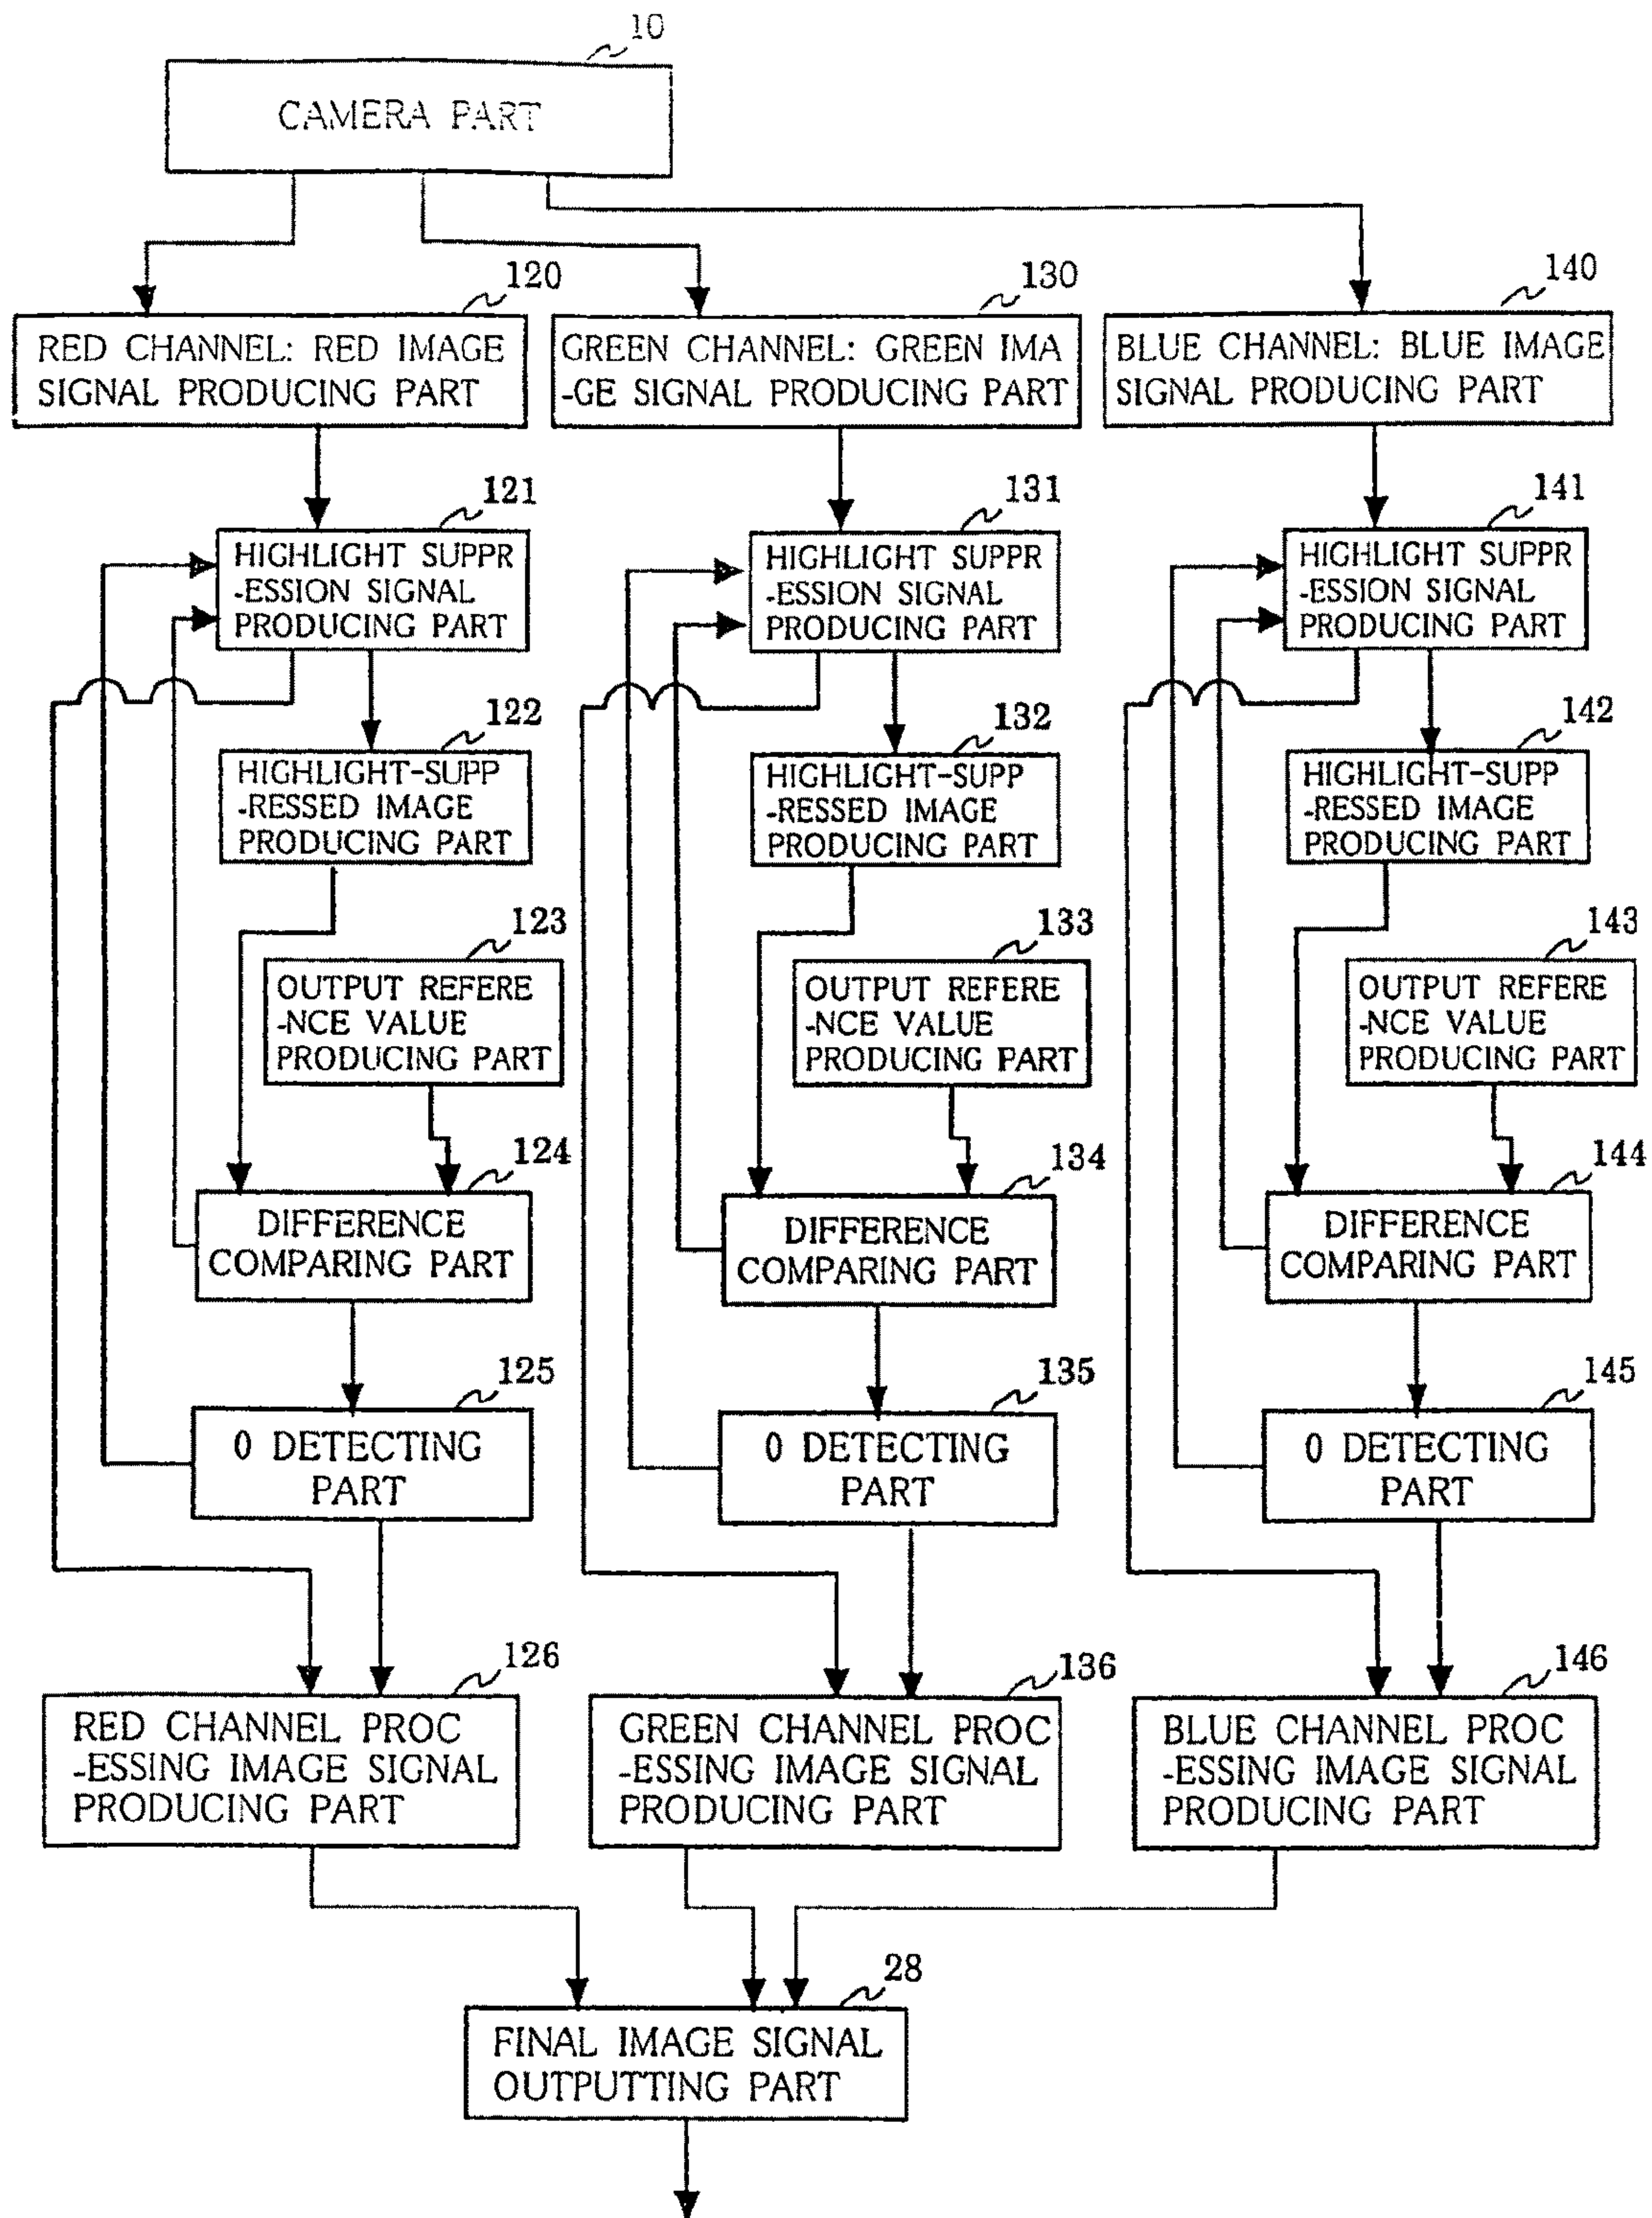 10
CAMERA PART
120
RED CHANNEL: RED IMAGE
SIGNAL PRODUCING PART
130
GREEN CHANNEL: GREEN IMA
-GE SIGNAL PRODUCING PART
140
BLUE CHANNEL: BLUE IMAGE
SIGNAL PRODUCING PART
121
HIGHLIGHT SUPPR
-ESSION SIGNAL
PRODUCING PART
131
HIGHLIGHT SUPPR
-ESSION SIGNAL
PRODUCING PART
141
HIGHLIGHT SUPPR
-ESSION SIGNAL
PRODUCING PART
122
HIGHLIGHT-SUPP
-RESSED IMAGE
PRODUCING PART
132
HIGHLIGHT-SUPP
-RESSED IMAGE
PRODUCING PART
142
HIGHLIGHT-SUPP
-RESSED IMAGE
PRODUCING PART
123
OUTPUT REFERE
-NCE VALUE
PRODUCING PART
133
OUTPUT REFERE
-NCE VALUE
PRODUCING PART
143
OUTPUT REFERE
-NCE VALUE
PRODUCING PART
124
DIFFERENCE
COMPARING PART
134
DIFFERENCE
COMPARING PART
144
DIFFERENCE
COMPARING PART
125
0 DETECTING
PART
135
0 DETECTING
PART
145
0 DETECTING
PART
126
RED CHANNEL PROC
-ESSING IMAGE SIGNAL
PRODUCING PART
136
GREEN CHANNEL PROC
-ESSING IMAGE SIGNAL
PRODUCING PART
146
BLUE CHANNEL PROC
-ESSING IMAGE SIGNAL
PRODUCING PART
28
FINAL IMAGE SIGNAL
OUTPUTTING PART